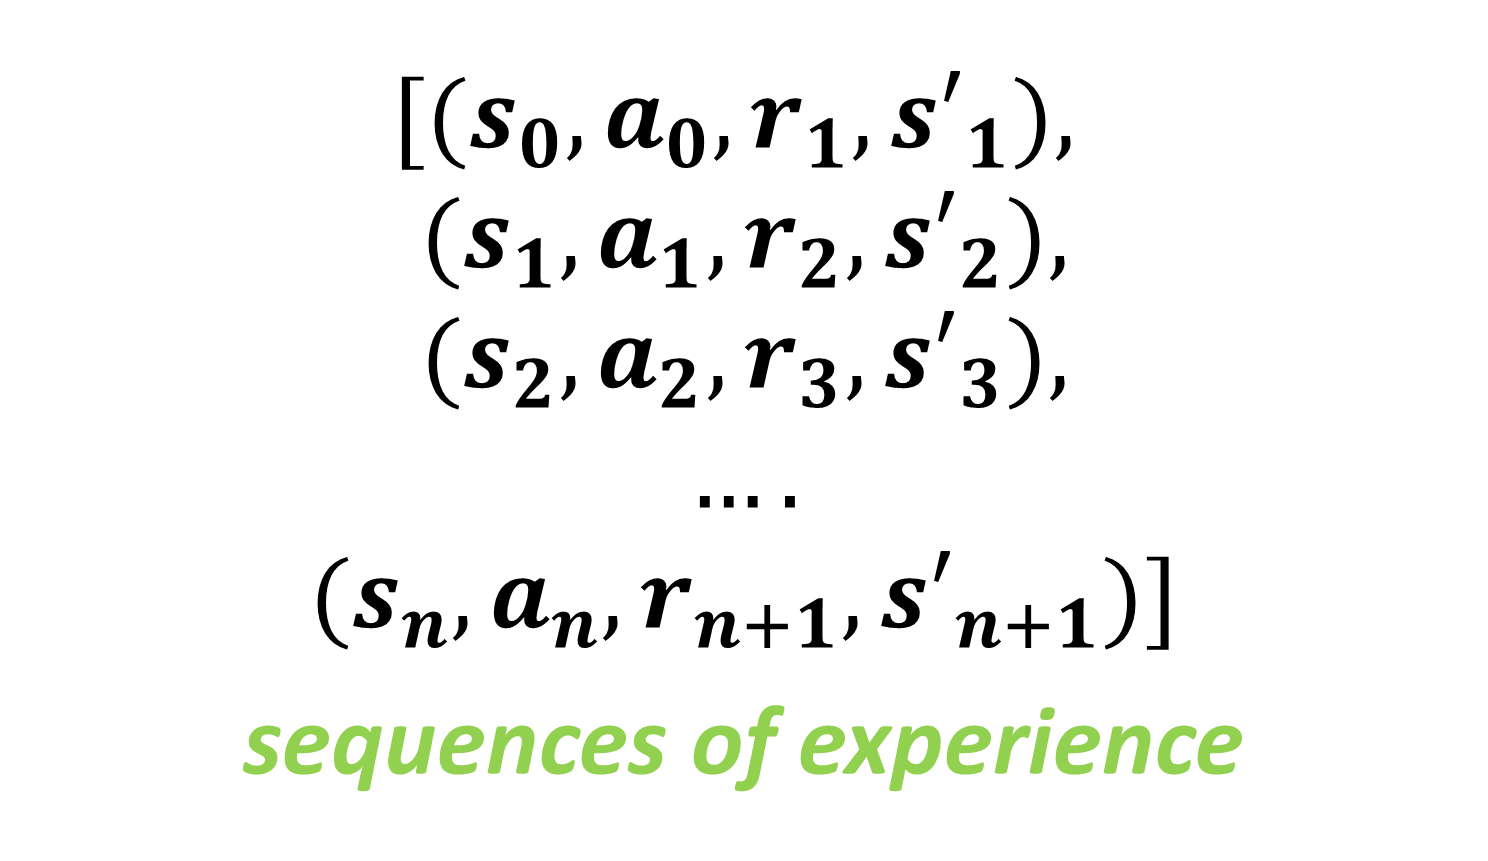 [(s₀, a₀, r₁, s′₁),
(s₁, a₁, r₂, s′₂),
(s₂, a₂, r₃, s′₃),
... .
(sₙ, aₙ, rₙ₊₁, s′ₙ₊₁)]
sequences of experience